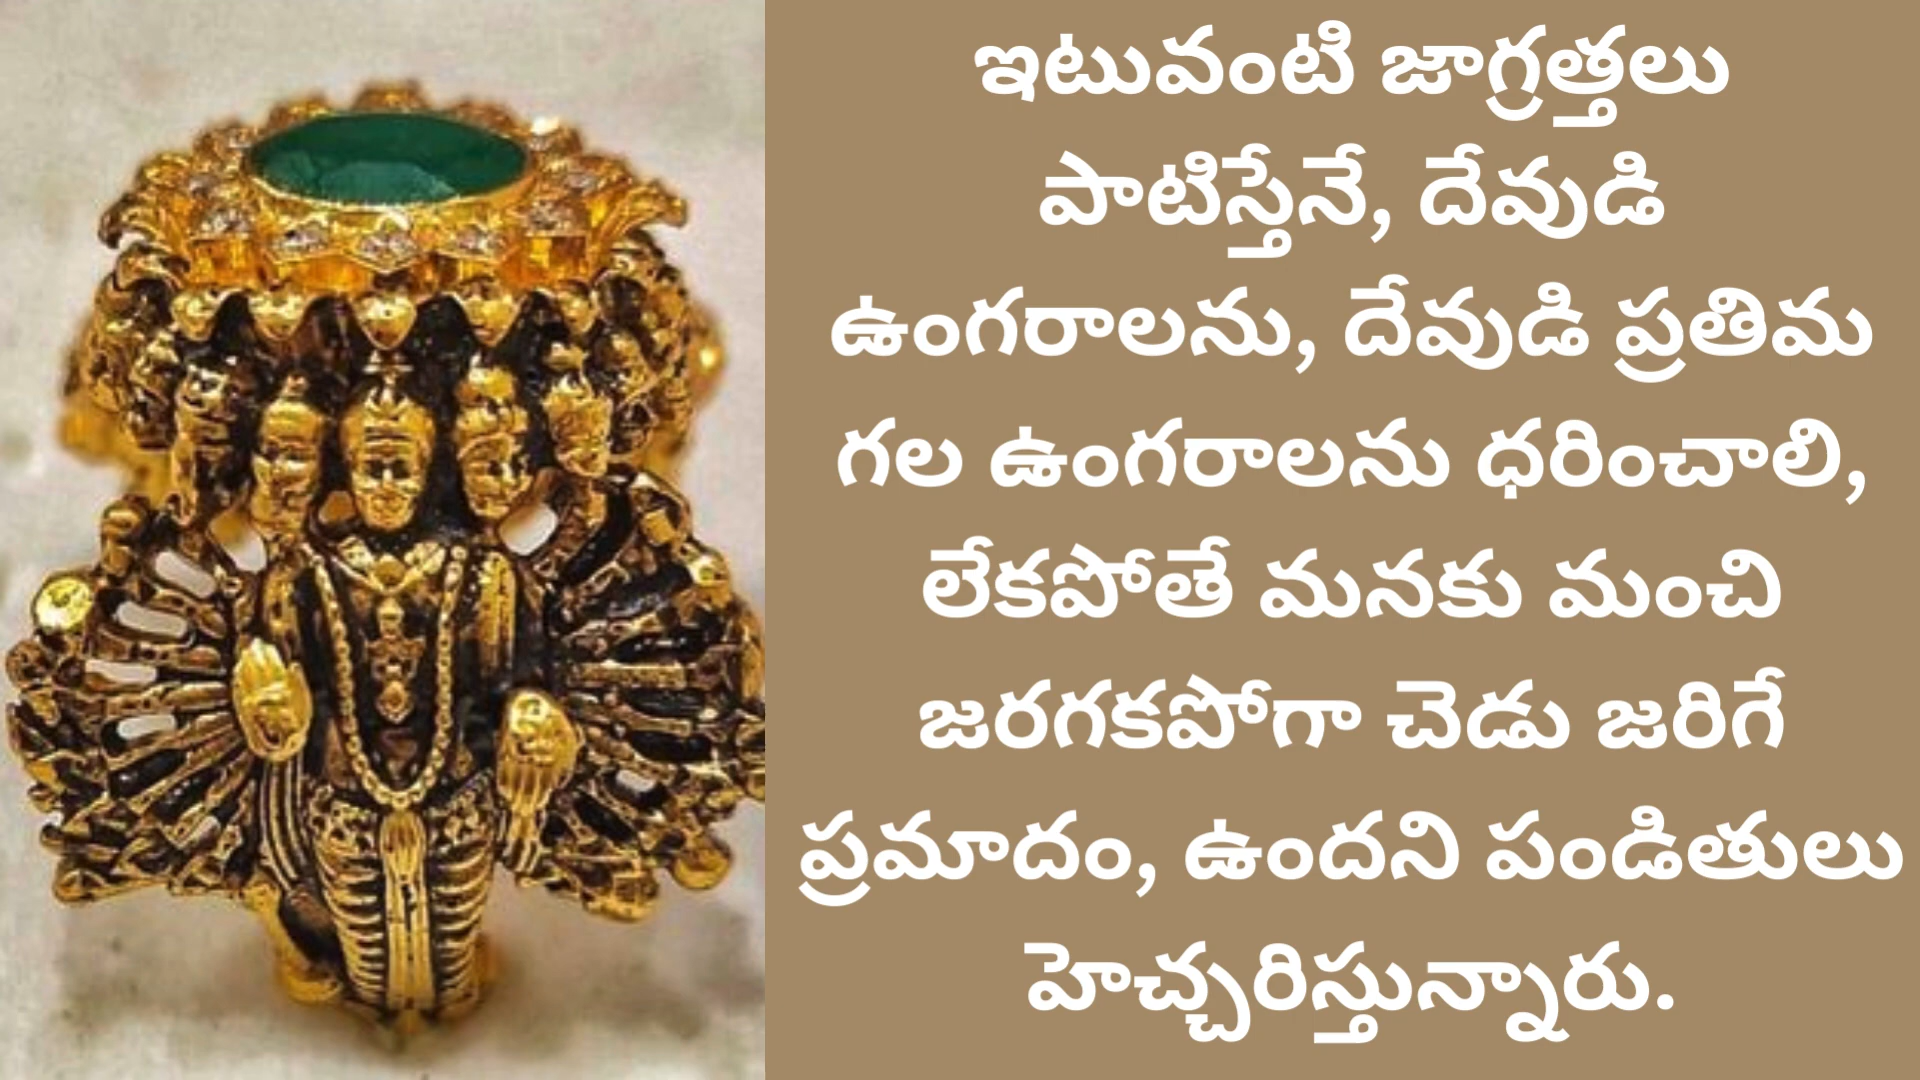 ఇటువంటి జాగ్రత్తలు
పాటిస్తేనే, దేవుడి
ఉంగరాలను, దేవుడి ప్రతిమ
గల ఉంగరాలను ధరించాలి,
లేకపోతే మనకు మంచి
జరగకపోగా చెడు జరిగే
ప్రమాదం, ఉందని పండితులు
హెచ్చరిస్తున్నారు.